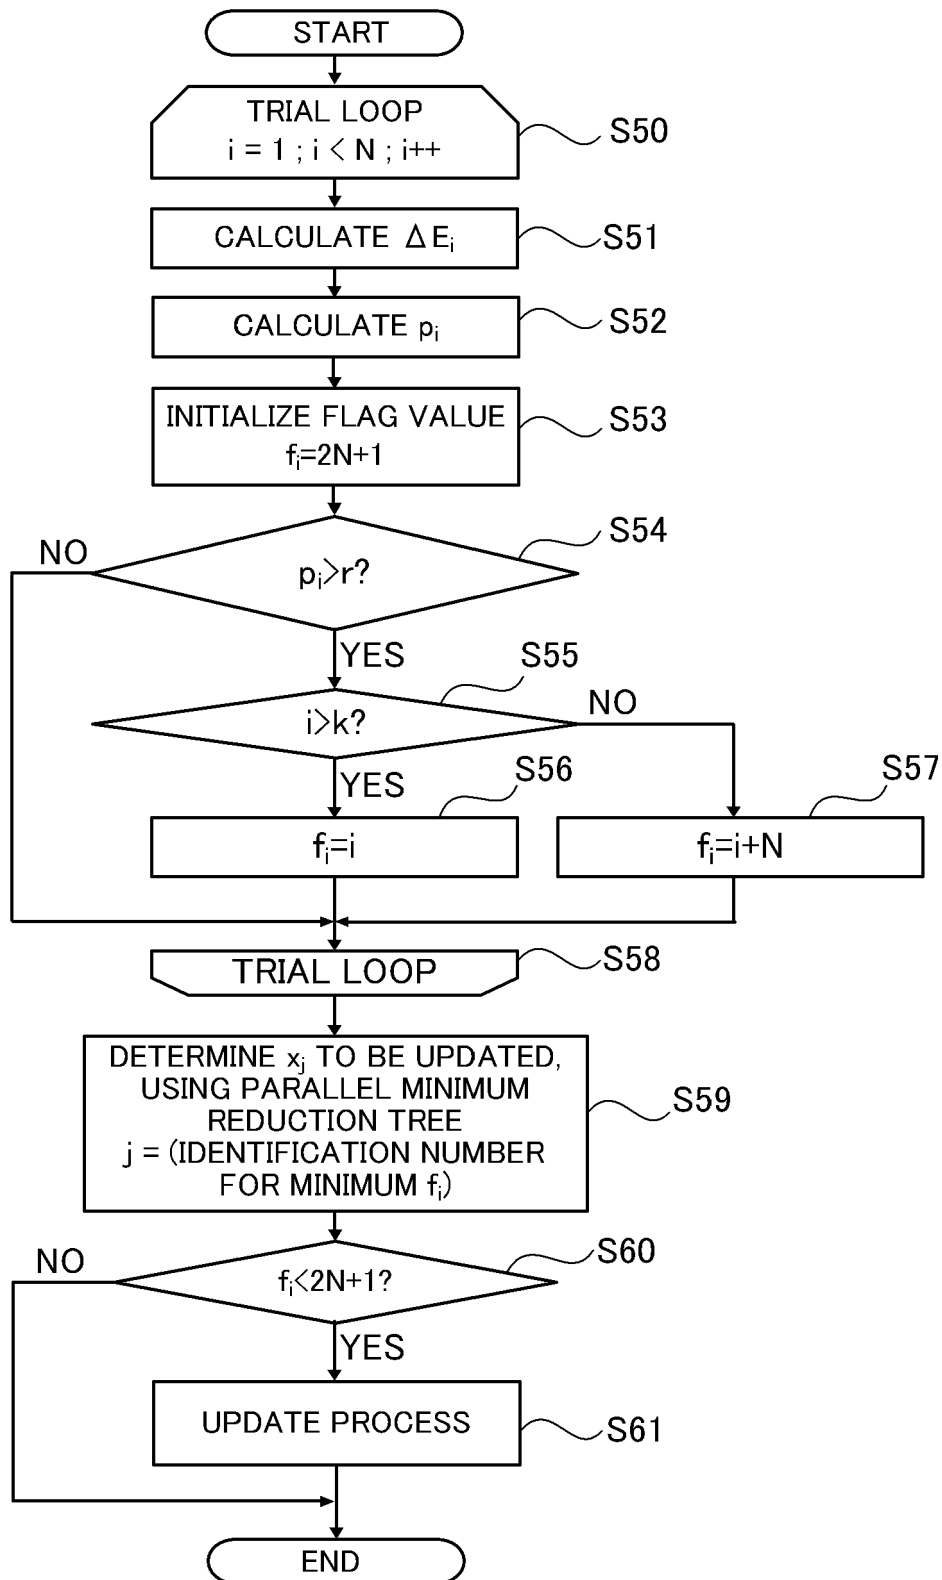 START
TRIAL LOOP
i = 1 ; i < N ; i++
S50
CALCULATE ΔEᵢ
S51
CALCULATE pᵢ
S52
INITIALIZE FLAG VALUE
fᵢ=2N+1
S53
S54
NO
pᵢ>r?
YES
S55
i>k?
NO
YES
S56
S57
fᵢ=i
fᵢ=i+N
TRIAL LOOP
S58
DETERMINE xⱼ TO BE UPDATED,
USING PARALLEL MINIMUM
REDUCTION TREE
j = (IDENTIFICATION NUMBER
FOR MINIMUM fᵢ)
S59
NO
S60
fᵢ<2N+1?
YES
UPDATE PROCESS
S61
END